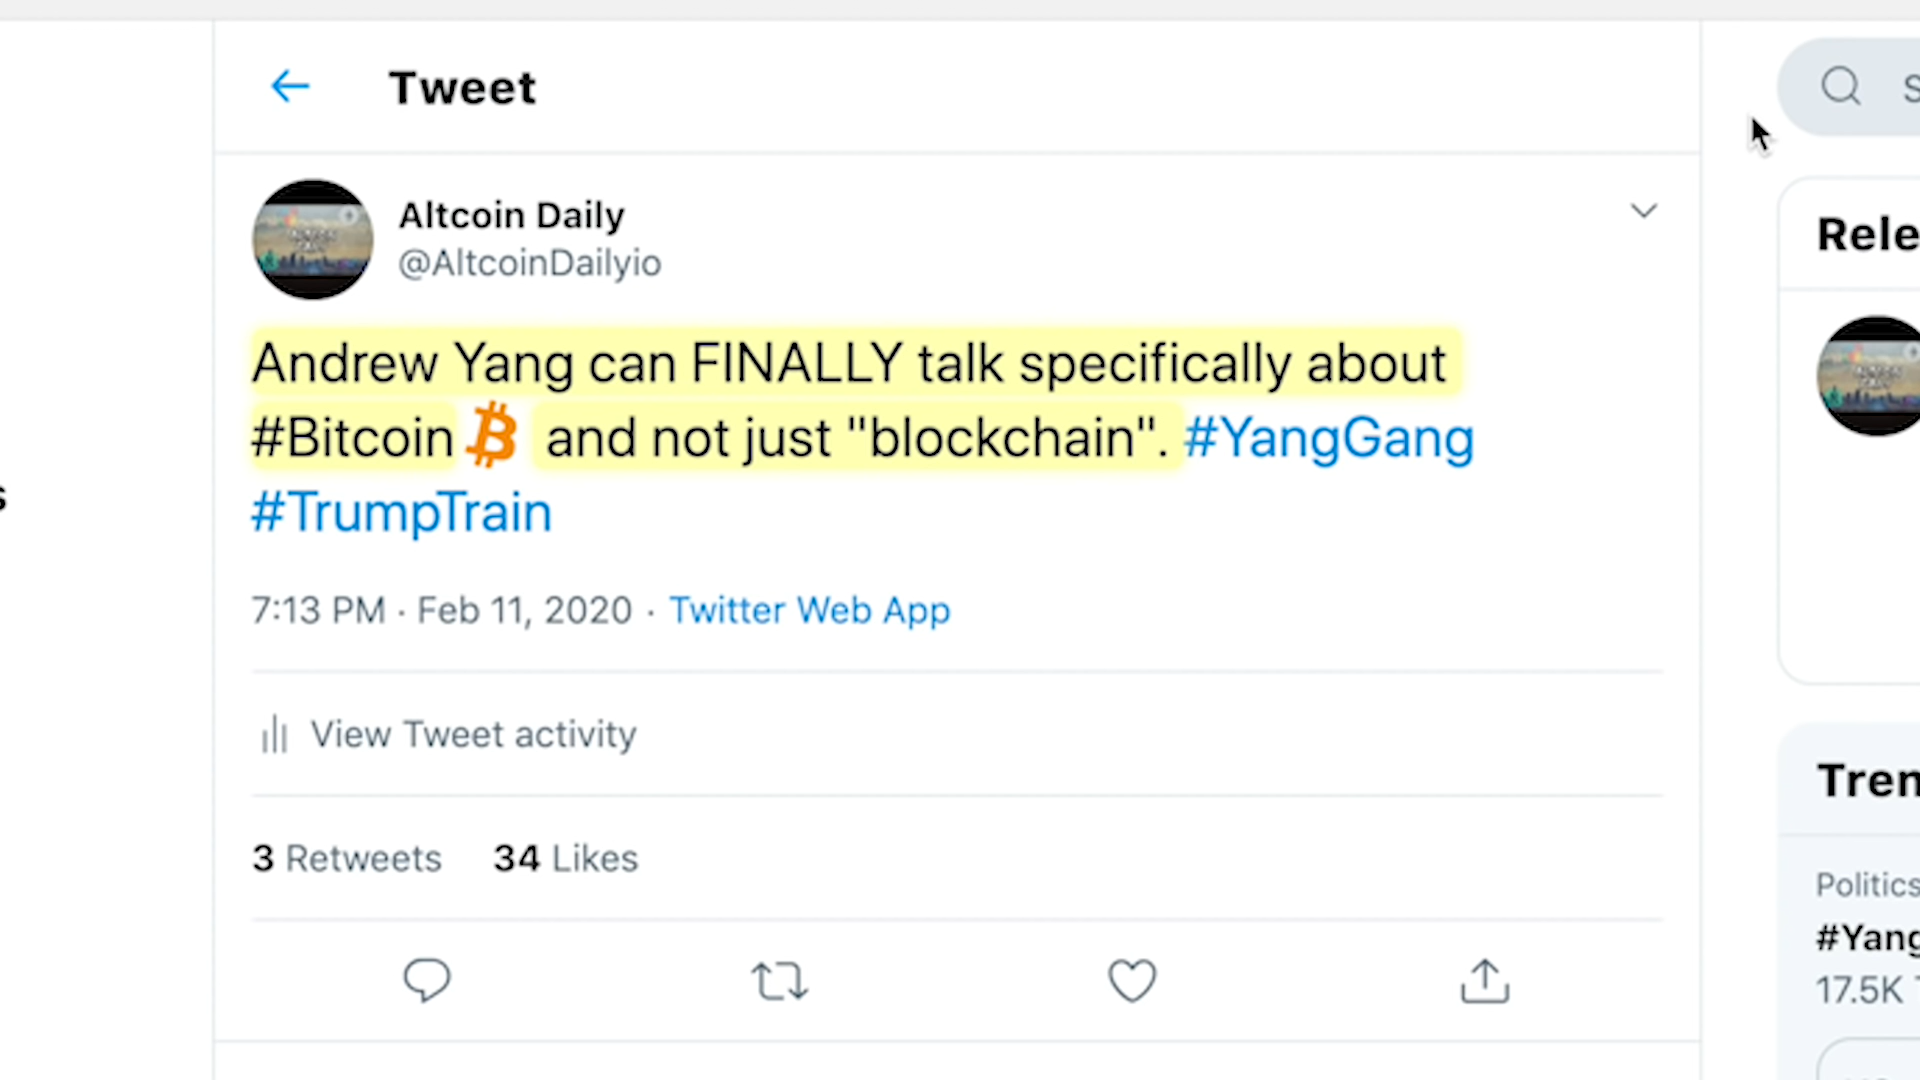 Tweet
Altcoin Daily
@AltcoinDailyio
Andrew Yang can FINALLY talk specifically about
#Bitcoin and not just "blockchain". #YangGang
#TrumpTrain
7:13 PM · Feb 11, 2020 · Twitter Web App
View Tweet activity
3 Retweets 34 Likes
S
Rele
Tren
Politics
#Yang
17.5K